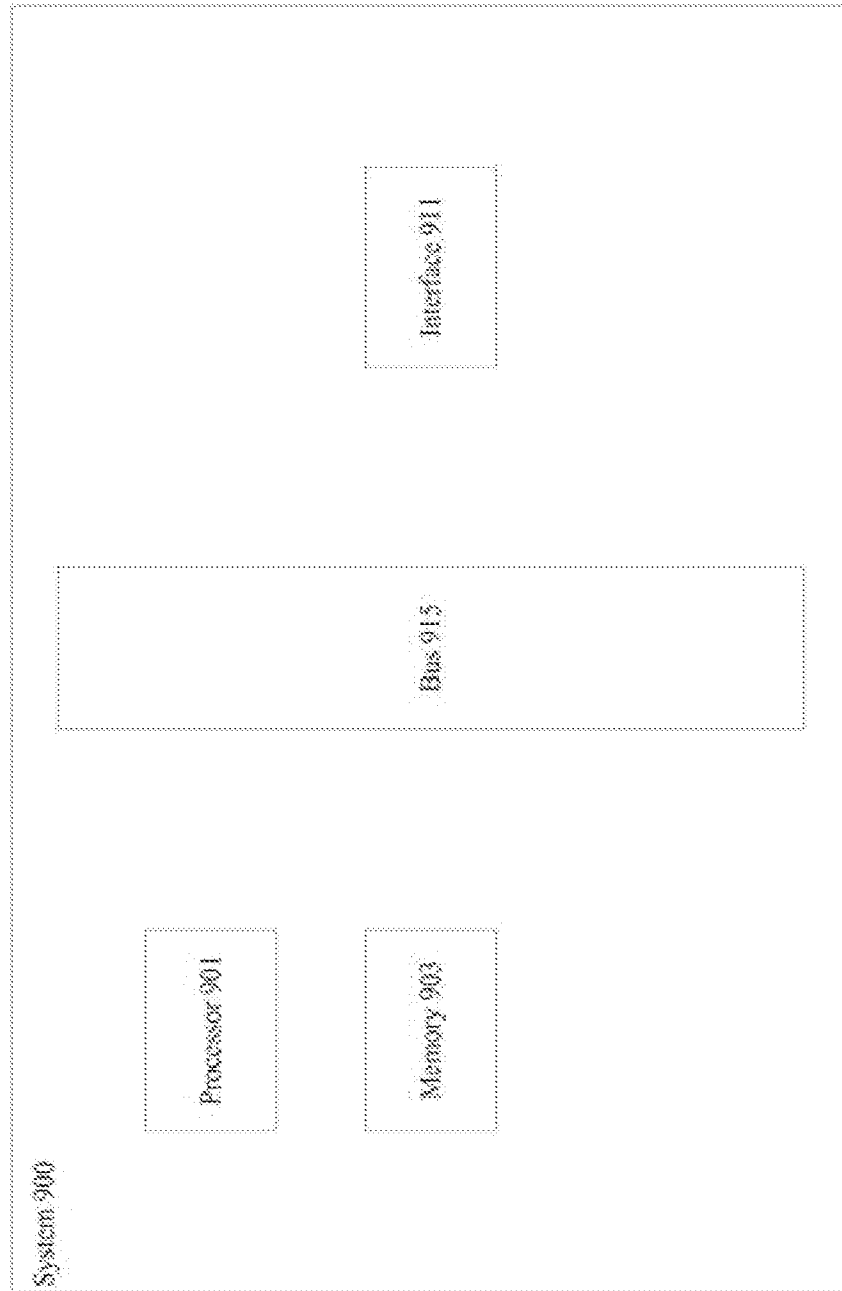 System 900
Processor 901
Memory 903
Bus 915
Interface 911